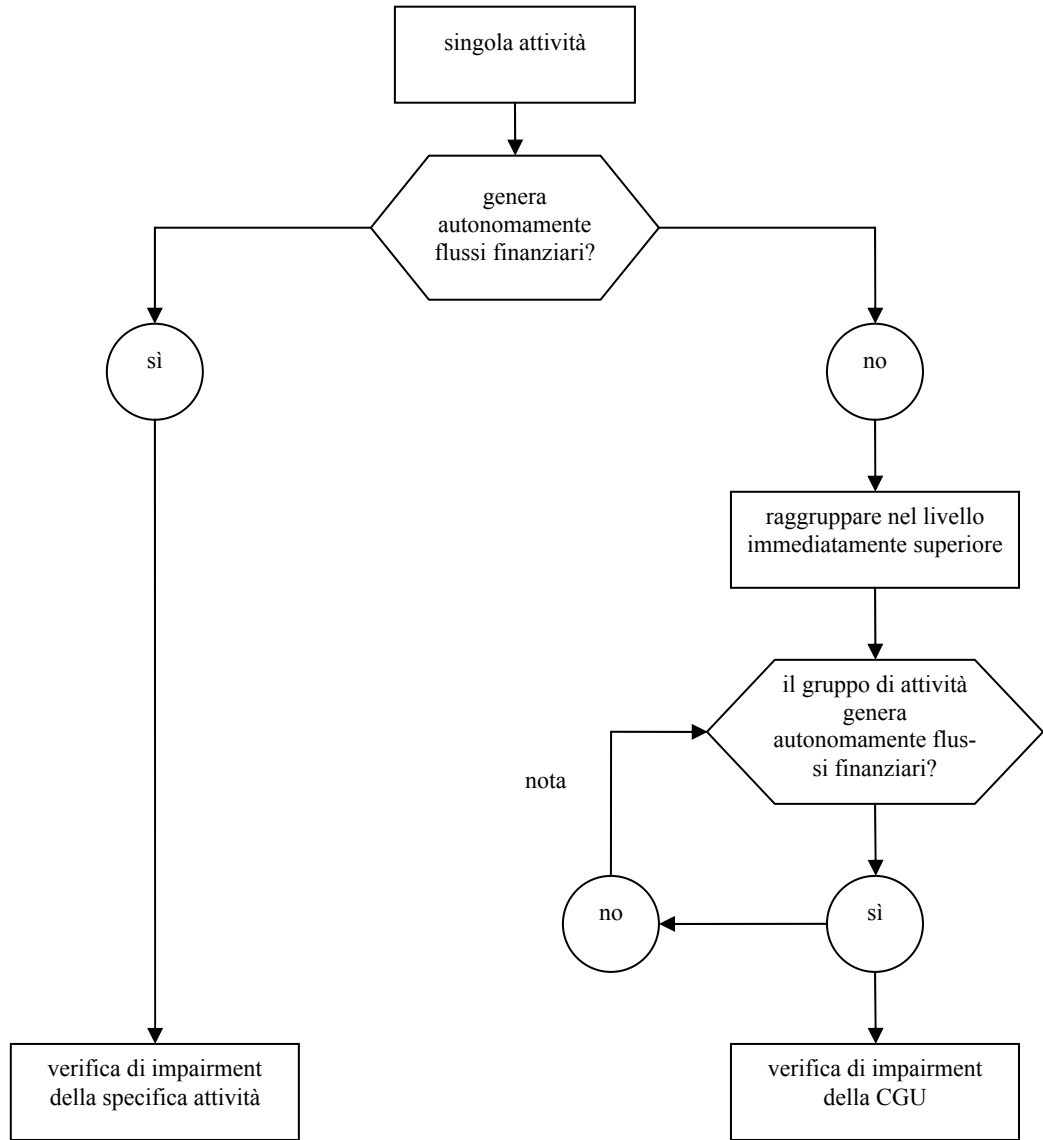 singola attività
genera
autonomamente
flussi finanziari?
sì
no
raggruppare nel livello
immediatamente superiore
il gruppo di attività
genera
autonomamente flus-
si finanziari?
nota
no
sì
verifica di impairment
della specifica attività
verifica di impairment
della CGU